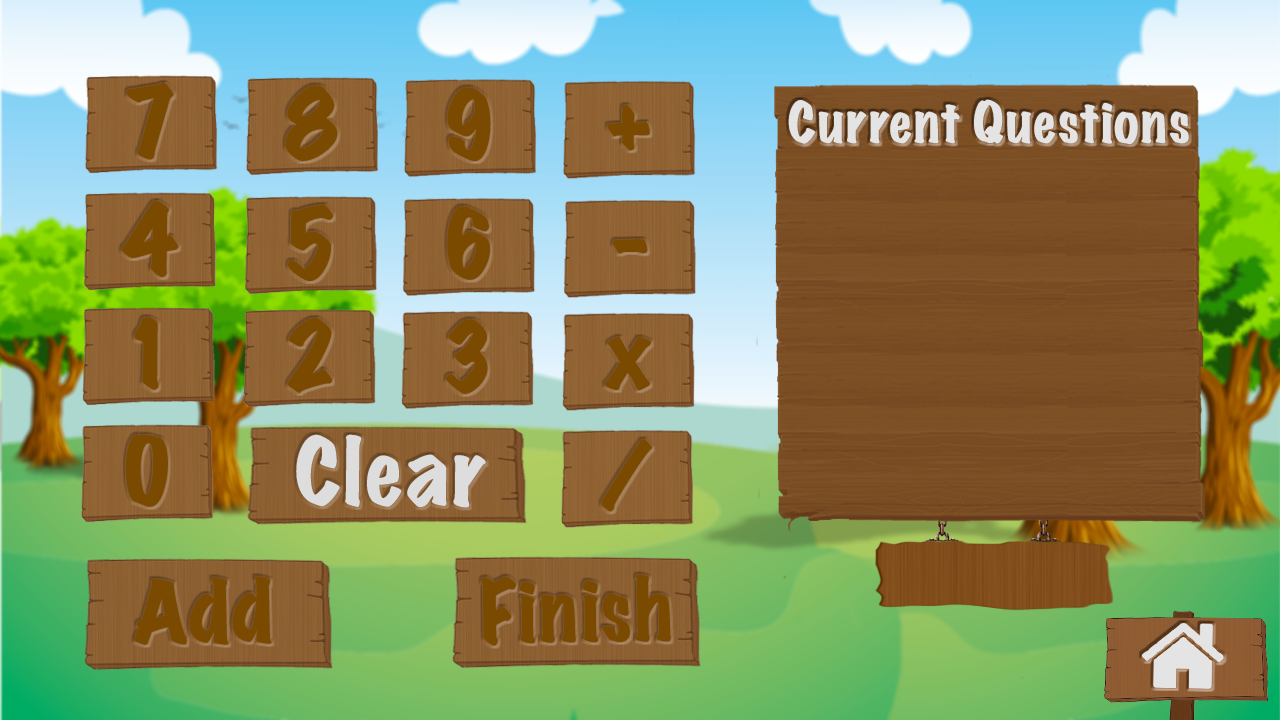 7 8 9 +
4 5 6 -
1 2 3 x
0 Clear /
Add Finish
Current Questions